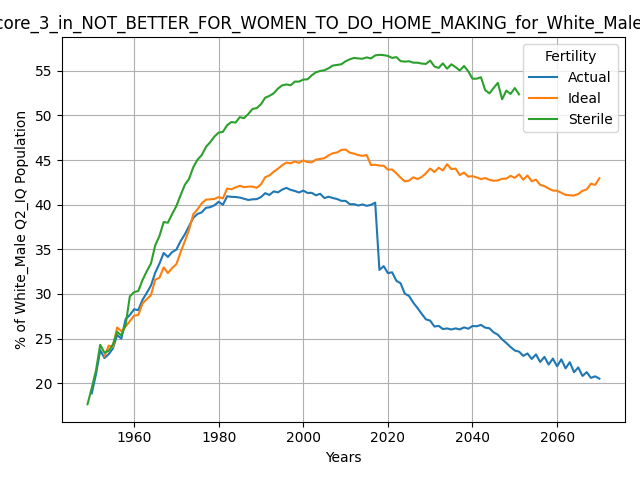 core_3_in_NOT_BETTER_FOR_WOMEN_TO_DO_HOME_MAKING_for_White_Male
Fertility
Actual
Ideal
Sterile
% of White_Male Q2_IQ Population
55
50
45
40
35
30
25
20
1960
1980
2000
2020
2040
2060
Years